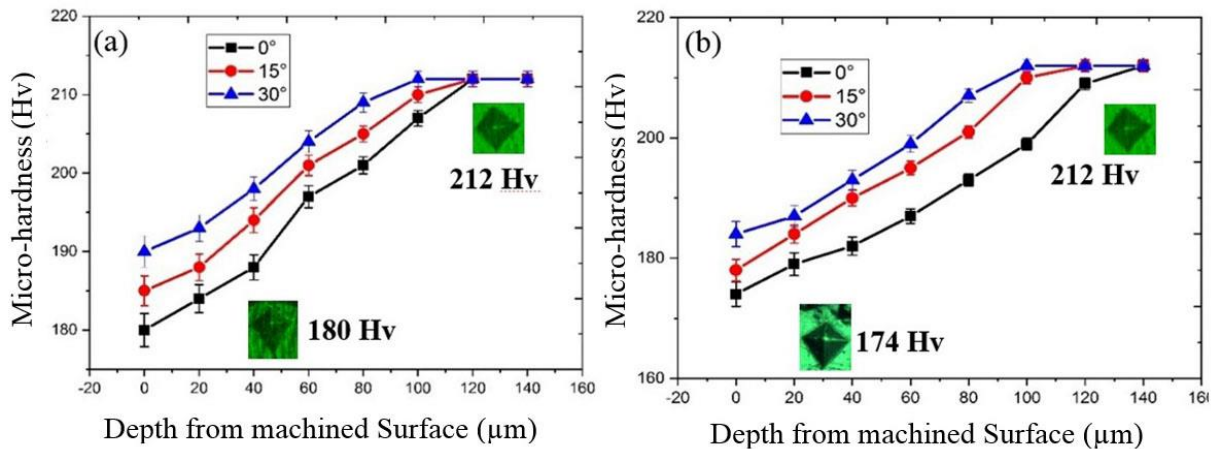 (a)
0°
15°
30°
220
210
200
190
180
212 Hv
180 Hv
-20 0 20 40 60 80 100 120 140 160
Micro-hardness (Hv)
Depth from machined Surface (µm)
(b)
0°
15°
30°
220
200
180
160
212 Hv
174 Hv
-20 0 20 40 60 80 100 120 140 160
Micro-hardness (Hv)
Depth from machined Surface (µm)